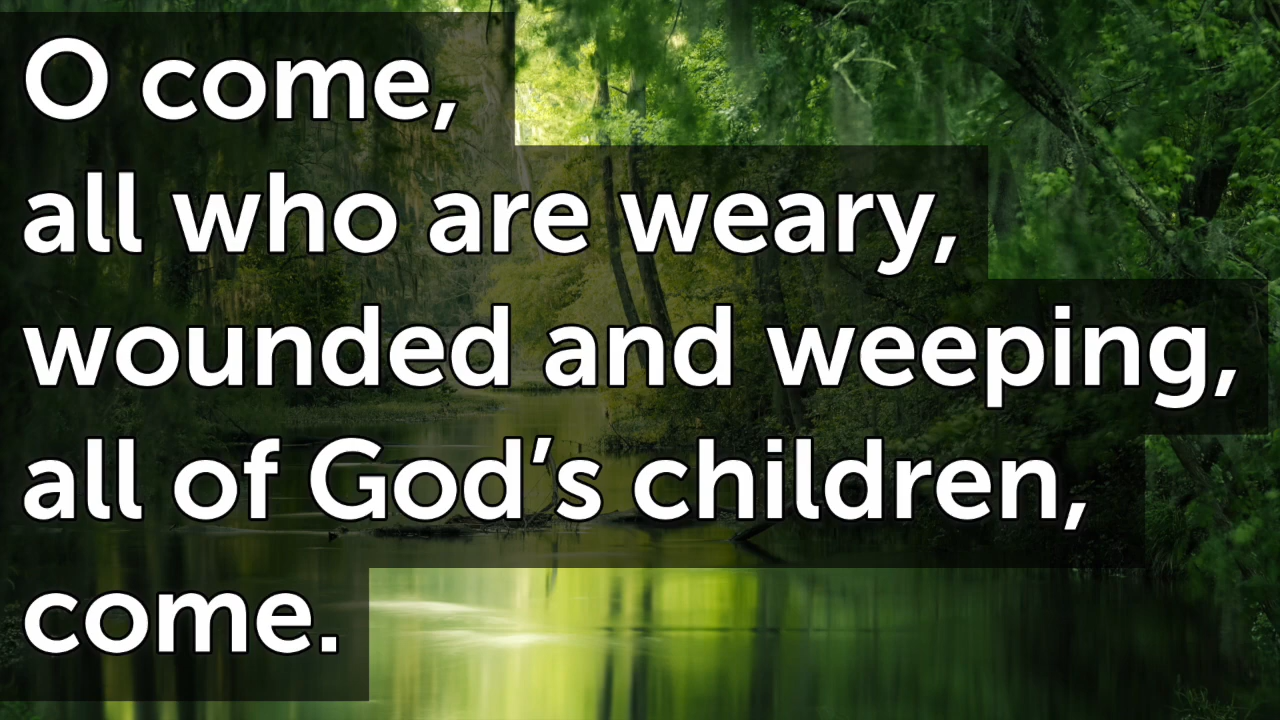 O come,
all who are weary,
wounded and weeping,
all of God’s children,
come.